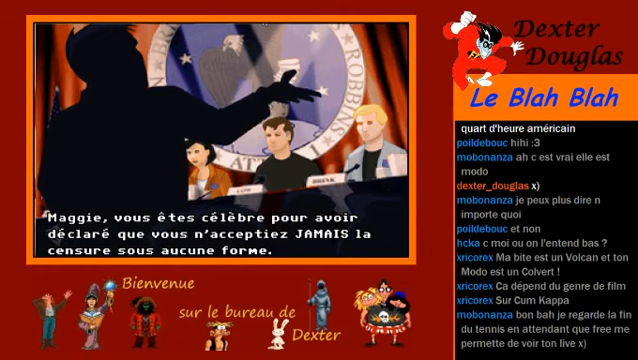 Dexter
Douglas
Le Blah Blah
quart d'heure américain
poildebouc hihi :3
mobonanza ah c est vrai elle est
modo
dexter_douglas x)
mobonanza je peux plus dire n
importe quoi
poildebouc et non
hcka c moi ou on l'entend bas ?
xricorex Ma bite est un Volcan et ton
Modo est un Colvert !
xricorex Ca dépend du genre de film
xricorex Sur Cum Kappa
mobonanza bon bah je regarde la fin
du tennis en attendant que free me
permette de voir ton live x)
LOW
DRINK
Maggie, vous êtes célèbre pour avoir
déclaré que vous n'acceptiez JAMAIS la
censure sous aucune forme.
Bienvenue
sur le bureau de
Dexter